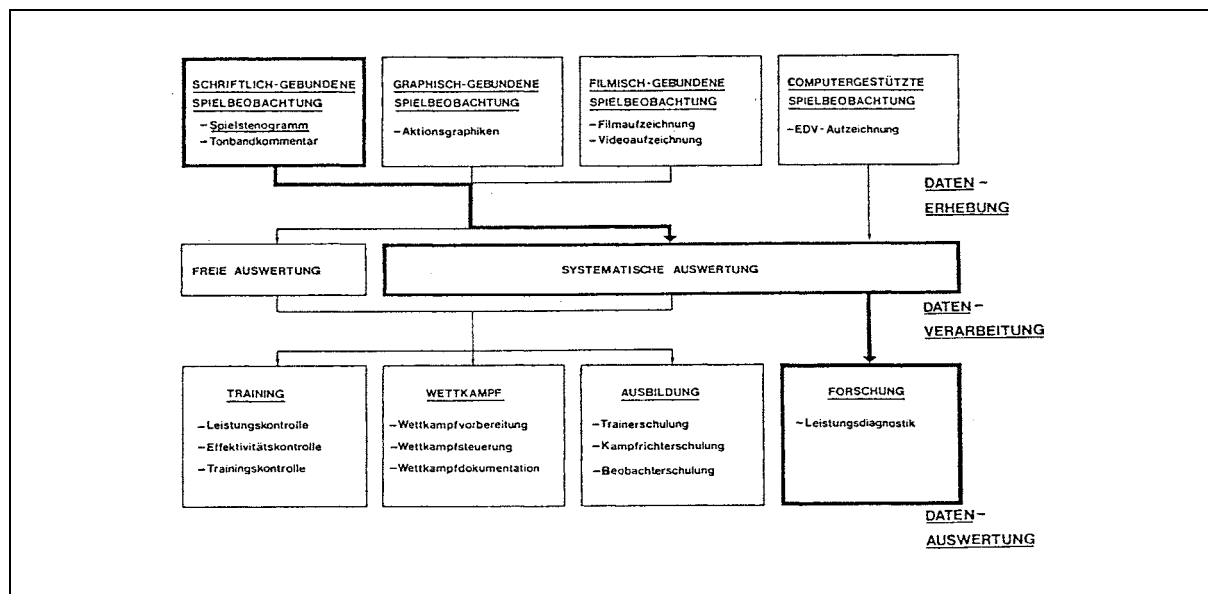 SCHRIFTLICH-GEBUNDENE
SPIELBEOBACHTUNG
– Spielstenogramm
– Tonbandkommentar
GRAPHISCH-GEBUNDENE
SPIELBEOBACHTUNG
– Aktionsgraphiken
FILMISCH-GEBUNDENE
SPIELBEOBACHTUNG
– Filmaufzeichnung
– Videoaufzeichnung
COMPUTERGESTÜTZTE
SPIELBEOBACHTUNG
– EDV-Aufzeichnung
DATEN-
ERHEBUNG
FREIE AUSWERTUNG
SYSTEMATISCHE AUSWERTUNG
DATEN-
VERARBEITUNG
TRAINING
– Leistungskontrolle
– Effektivitätskontrolle
– Trainingskontrolle
WETTKAMPF
– Wettkampfvorbereitung
– Wettkampfsteuerung
– Wettkampfdokumentation
AUSBILDUNG
– Trainerschulung
– Kampfrichterschulung
– Beobachterschulung
FORSCHUNG
– Leistungsdiagnostik
DATEN-
AUSWERTUNG